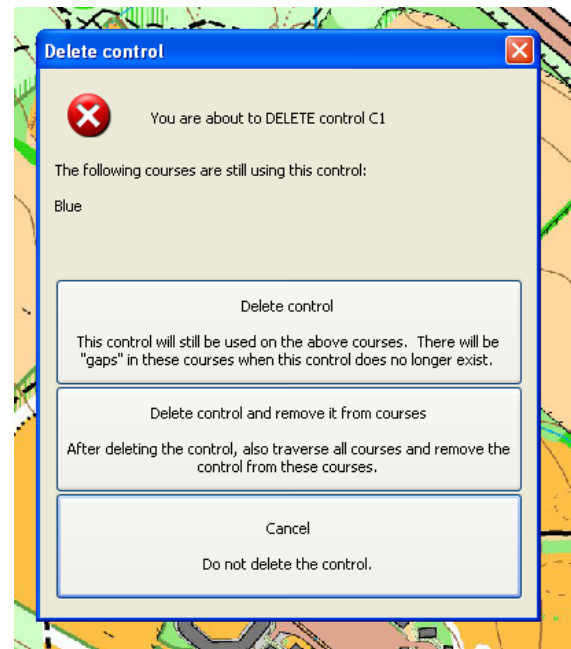 Delete control
You are about to DELETE control C1
The following courses are still using this control:
Blue
Delete control
This control will still be used on the above courses. There will be
"gaps" in these courses when this control does no longer exist.
Delete control and remove it from courses
After deleting the control, also traverse all courses and remove the
control from these courses.
Cancel
Do not delete the control.